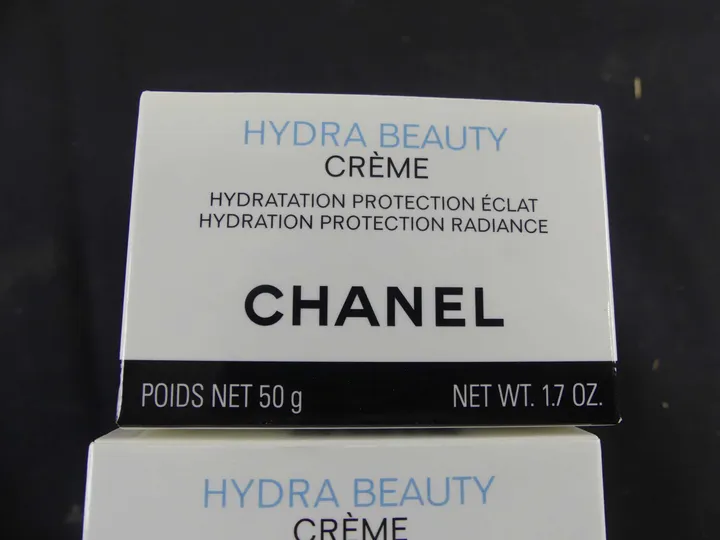 HYDRA BEAUTY
CRÈME
HYDRATATION PROTECTION ÉCLAT
HYDRATION PROTECTION RADIANCE
CHANEL
POIDS NET 50 g NET WT. 1.7 OZ.
HYDRA BEAUTY
CRÈME